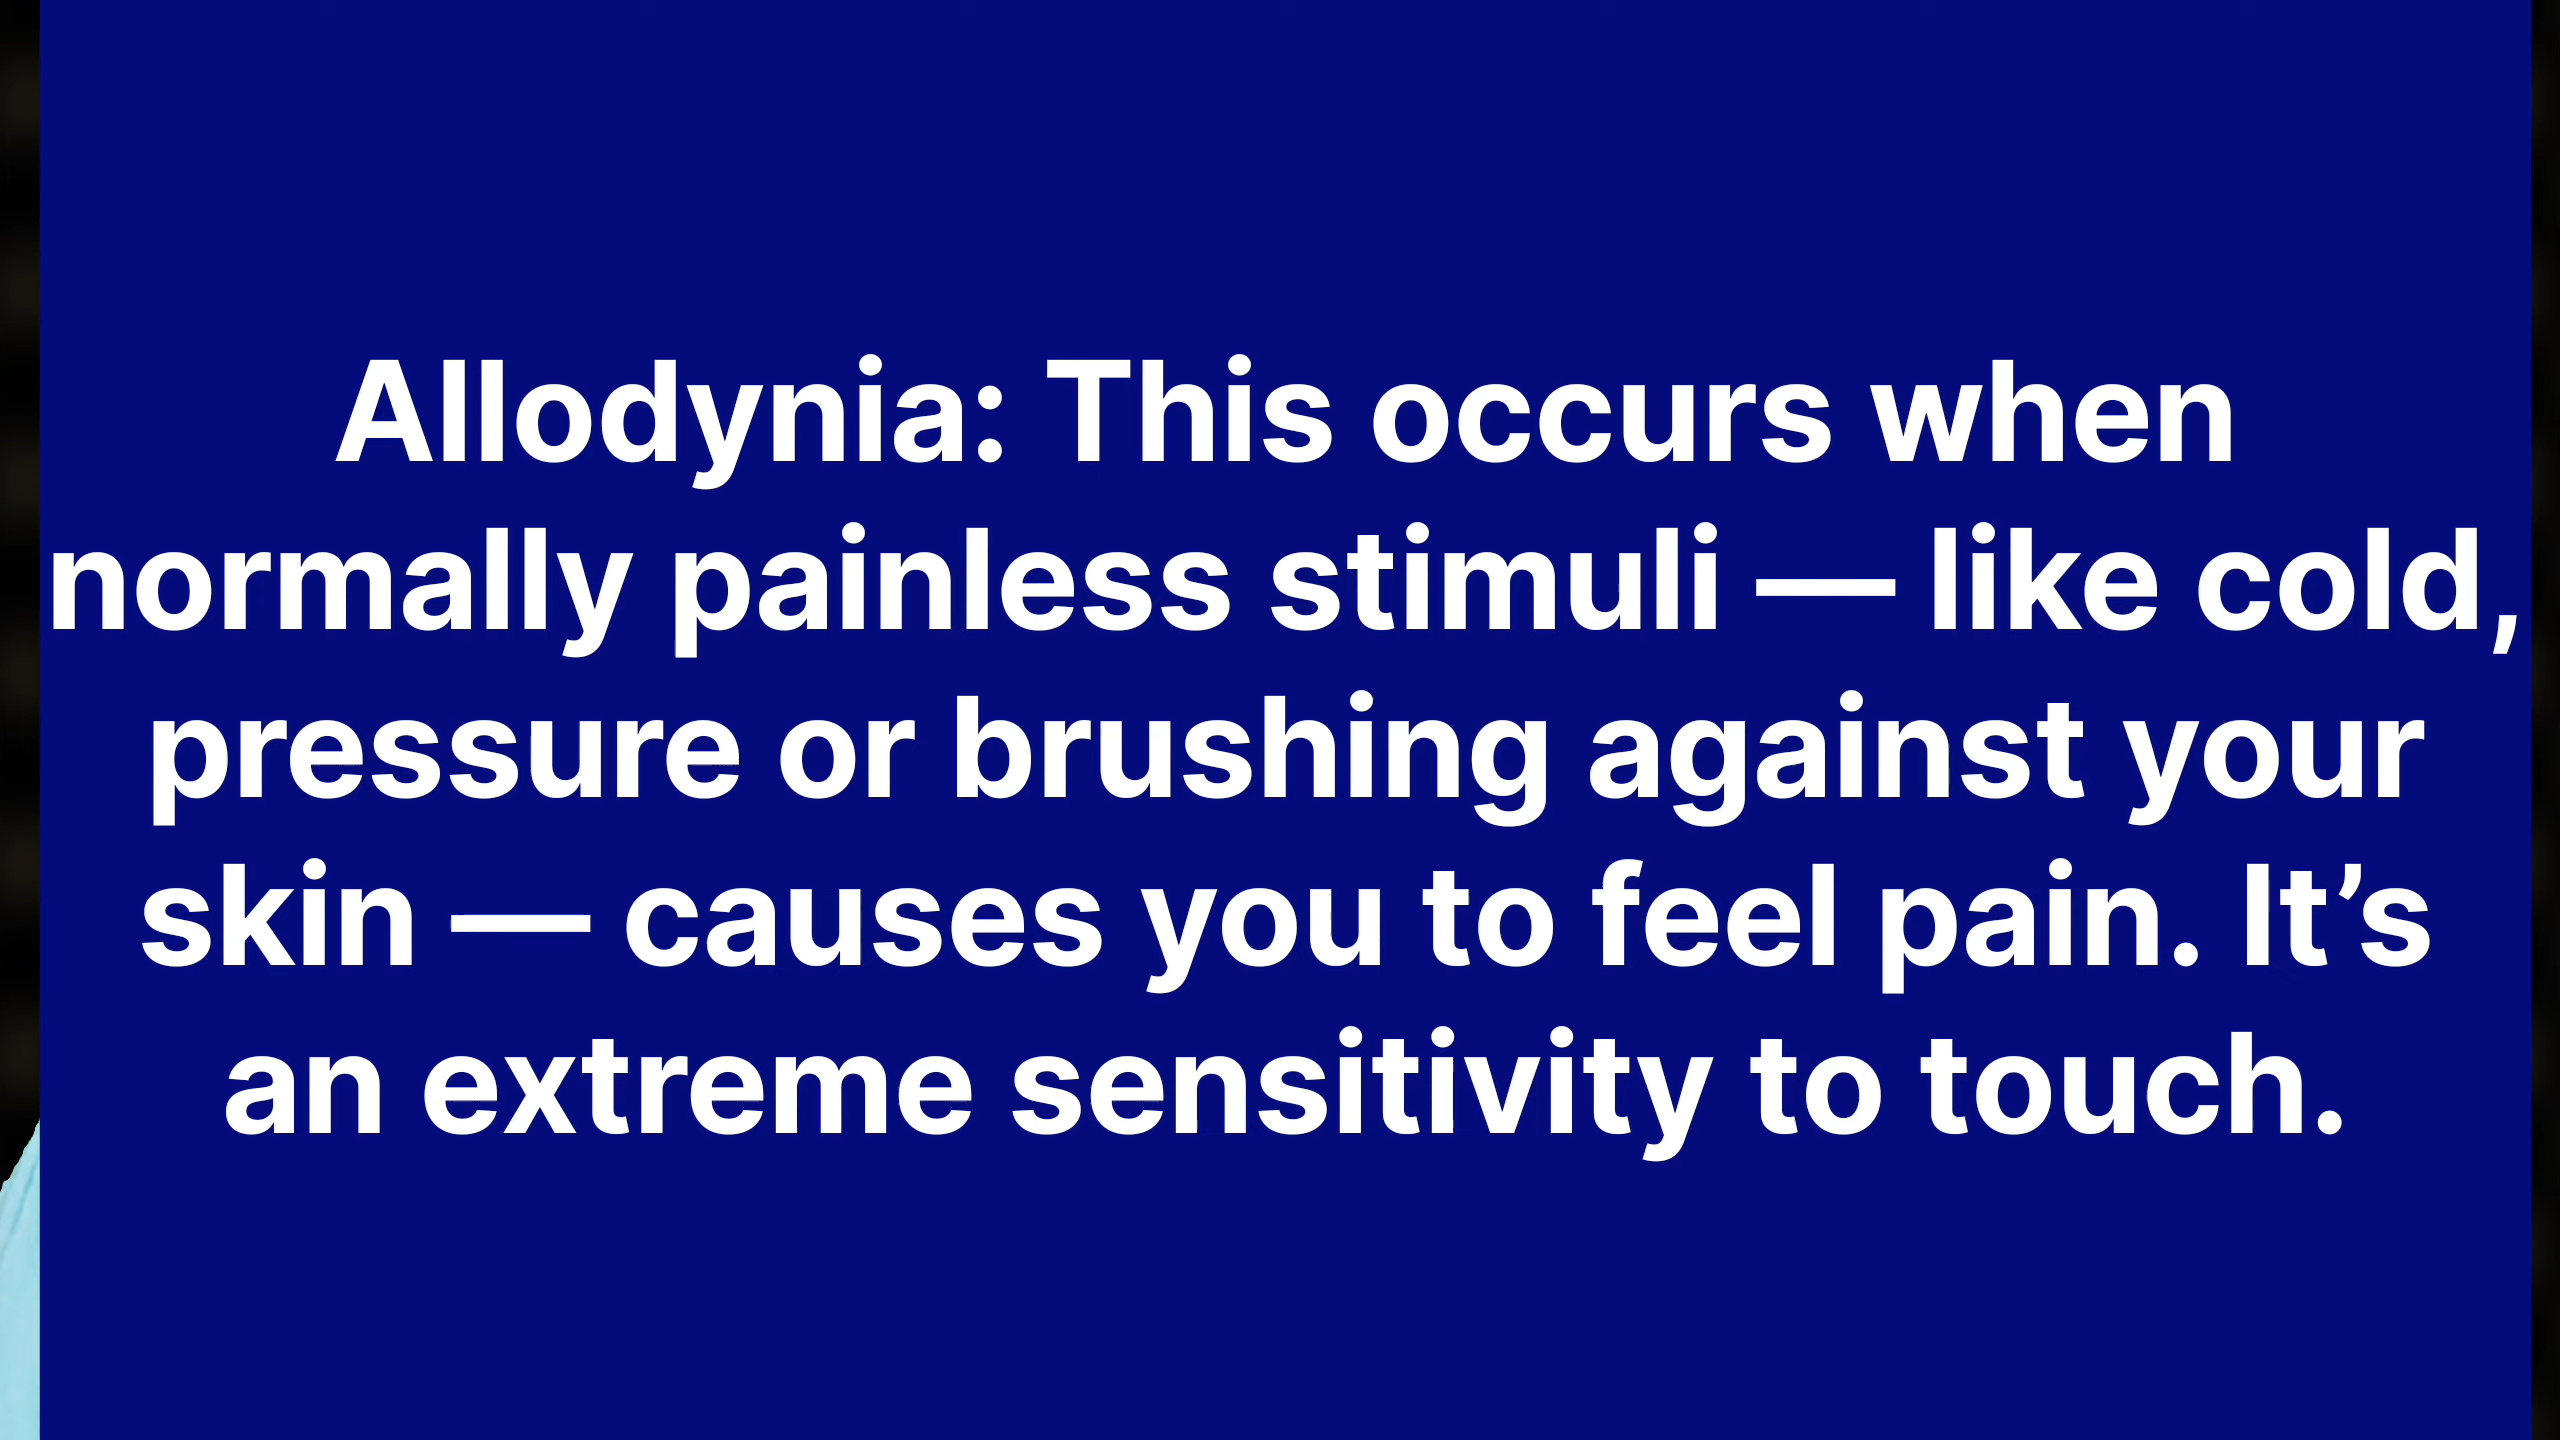 Allodynia: This occurs when
normally painless stimuli — like cold,
pressure or brushing against your
skin — causes you to feel pain. It’s
an extreme sensitivity to touch.